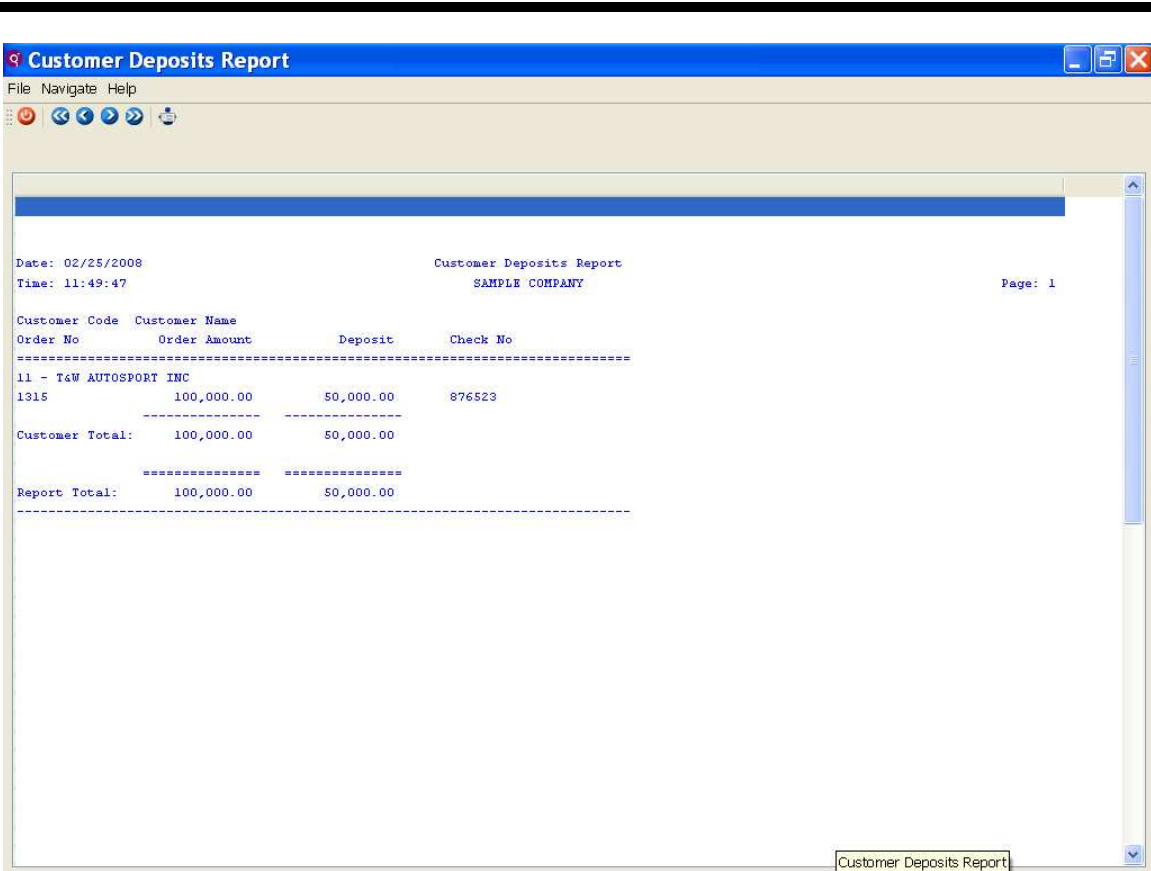 Customer Deposits Report
File Navigate Help
Date: 02/25/2008 Customer Deposits Report
Time: 11:49:47 SAMPLE COMPANY Page: 1
Customer Code Customer Name
Order No Order Amount Deposit Check No
==============================================================================
11 - T&W AUTOSPORT INC
1315 100,000.00 50,000.00 876523
--------------- ---------------
Customer Total: 100,000.00 50,000.00
=============== ===============
Report Total: 100,000.00 50,000.00
------------------------------------------------------------------------------
Customer Deposits Report